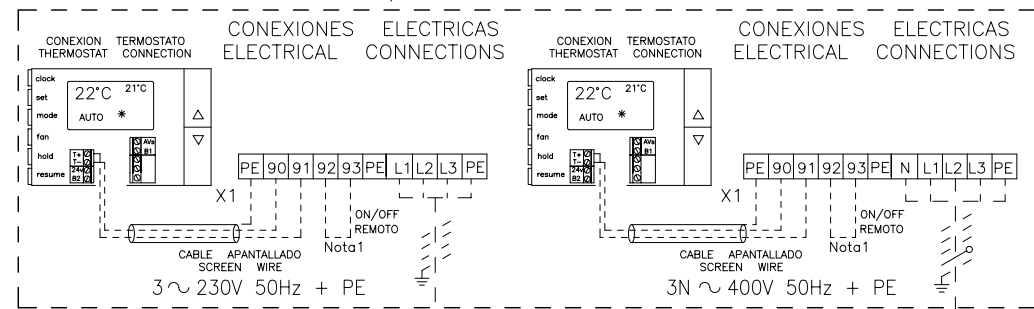 CONEXIONES ELECTRICAS
ELECTRICAL CONNECTIONS
CONEXION TERMOSTATO
THERMOSTAT CONNECTION
clock
set
mode
fan
hold
resume
22°C 21°C
AUTO *
T+
T-
24v
B2
AVs
B1
PE 90 91 92 93 PE L1 L2 L3 PE
X1
ON/OFF
REMOTO
Nota1
CABLE APANTALLADO
SCREEN WIRE
3~230V 50Hz + PE
CONEXIONES ELECTRICAS
ELECTRICAL CONNECTIONS
CONEXION TERMOSTATO
THERMOSTAT CONNECTION
clock
set
mode
fan
hold
resume
22°C 21°C
AUTO *
T+
T-
24v
B2
AVs
B1
PE 90 91 92 93 PE N L1 L2 L3 PE
X1
ON/OFF
REMOTO
Nota1
CABLE APANTALLADO
SCREEN WIRE
3N ~ 400V 50Hz + PE